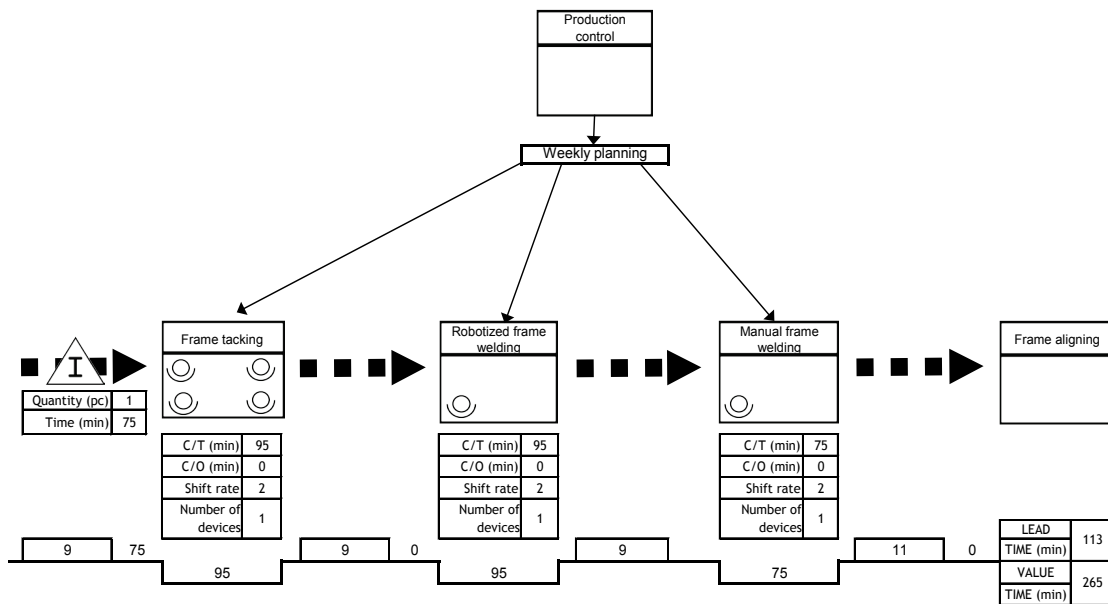 Production
control
Weekly planning
Frame tacking
Robotized frame
welding
Manual frame
welding
Frame aligning
I
Quantity (pc) 1
Time (min) 75
C/T (min) 95
C/O (min) 0
Shift rate 2
Number of
devices 1
C/T (min) 95
C/O (min) 0
Shift rate 2
Number of
devices 1
C/T (min) 75
C/O (min) 0
Shift rate 2
Number of
devices 1
9 75
95
9 0
95
9
75
11 0
LEAD
TIME (min) 113
VALUE
TIME (min) 265